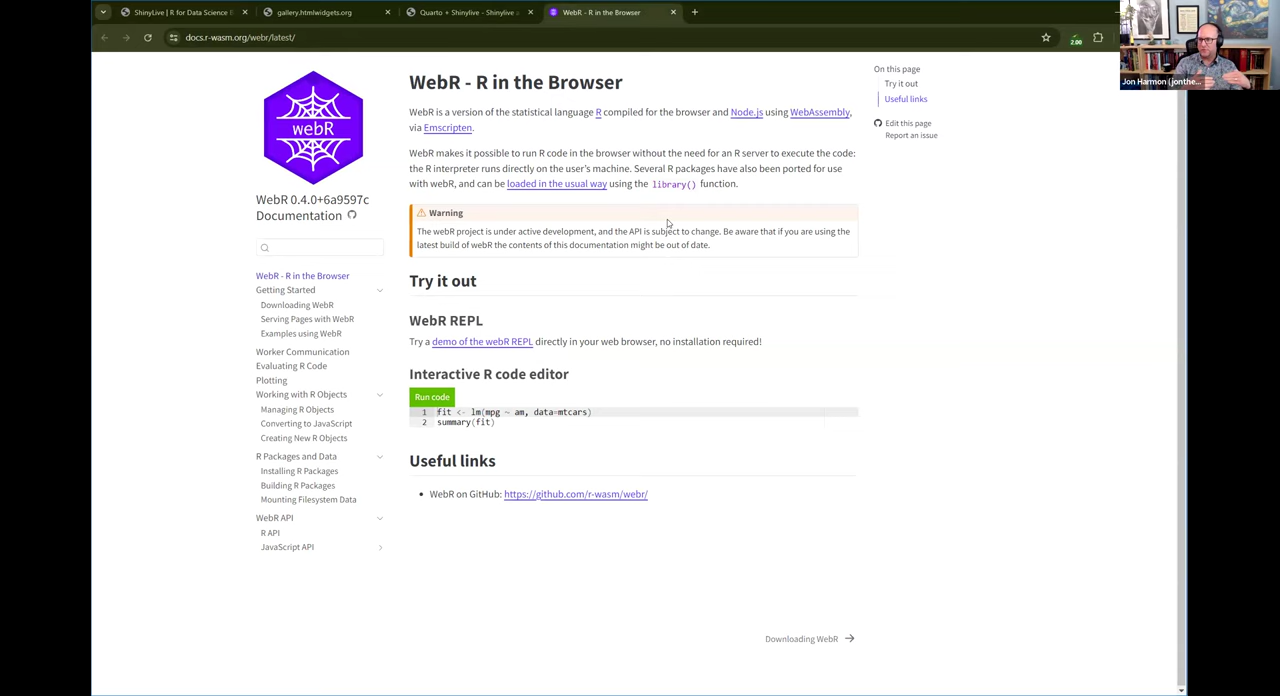 ShinyLive | R for Data Science &
gallery.htmlwidgets.org
Quarto + Shinylive – Shinylive
WebR - R in the Browser
docs.r-wasm.org/webr/latest/
2.00
Jon Harmon (jonthe...
webR
WebR 0.4.0+6a9597c
Documentation
WebR - R in the Browser
Getting Started
Downloading WebR
Serving Pages with WebR
Examples using WebR
Worker Communication
Evaluating R Code
Plotting
Working with R Objects
Managing R Objects
Converting to JavaScript
Creating New R Objects
R Packages and Data
Installing R Packages
Building R Packages
Mounting Filesystem Data
WebR API
R API
JavaScript API
WebR - R in the Browser
WebR is a version of the statistical language R compiled for the browser and Node.js using WebAssembly,
via Emscripten.
WebR makes it possible to run R code in the browser without the need for an R server to execute the code:
the R interpreter runs directly on the user's machine. Several R packages have also been ported for use
with webR, and can be loaded in the usual way using the library() function.
Warning
The webR project is under active development, and the API is subject to change. Be aware that if you are using the
latest build of webR the contents of this documentation might be out of date.
Try it out
WebR REPL
Try a demo of the webR REPL directly in your web browser, no installation required!
Interactive R code editor
Run code
1 fit <- lm(mpg ~ am, data=mtcars)
2 summary(fit)
Useful links
• WebR on GitHub: https://github.com/r-wasm/webr/
Downloading WebR
On this page
Try it out
Useful links
Edit this page
Report an issue